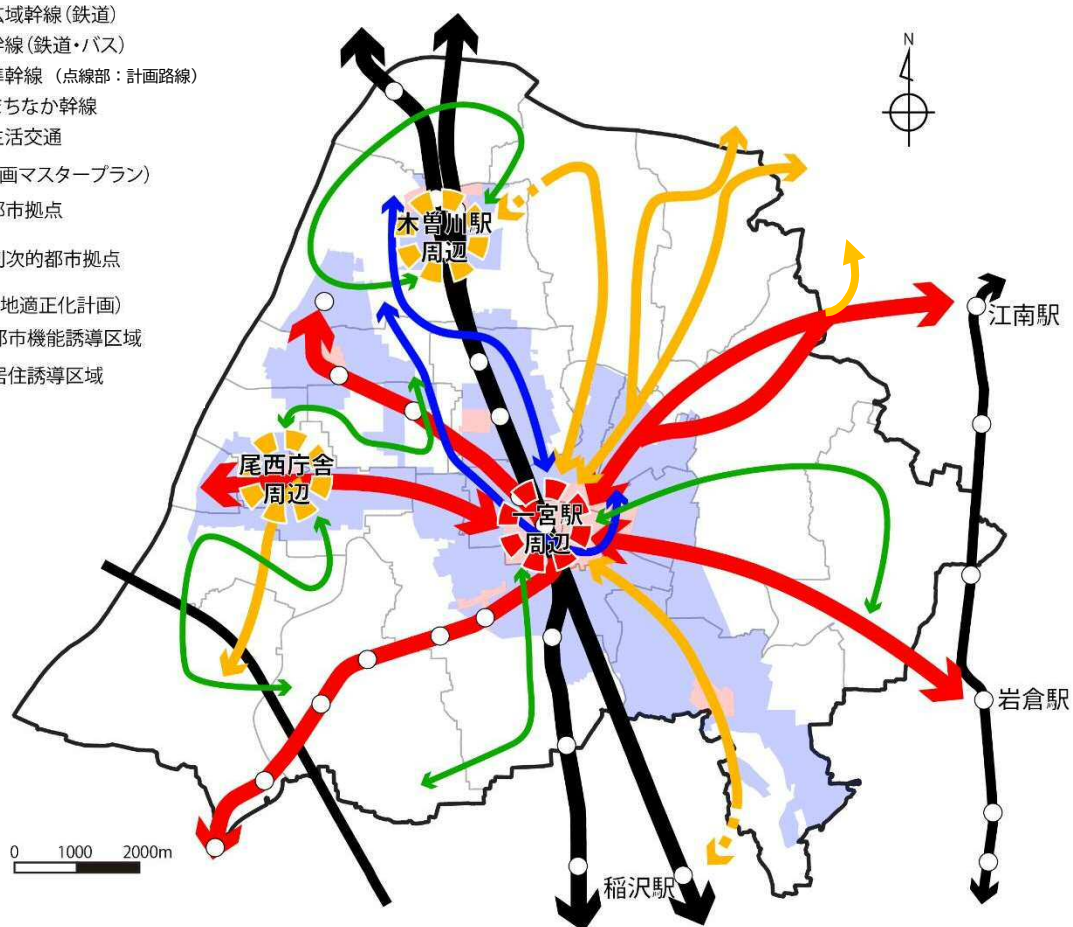 域幹線（鉄道）
線（鉄道・バス）
幹線（点線部：計画路線）
ちなか幹線
活交通
画マスタープラン）
市拠点
次的都市拠点
地適正化計画）
市機能誘導区域
住誘導区域
N
木曽川駅
周辺
江南駅
尾西庁舎
周辺
一宮駅
周辺
岩倉駅
稲沢駅
0 1000 2000m